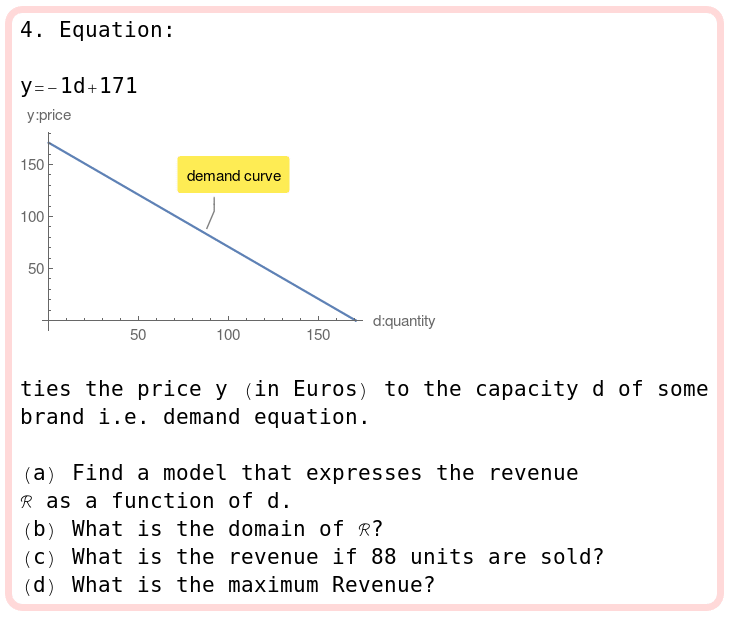 4. Equation:
y=-1d+171
y:price
150
demand curve
100
50
d:quantity
50 100 150
ties the price y (in Euros) to the capacity d of some
brand i.e. demand equation.
(a) Find a model that expresses the revenue
ℛ as a function of d.
(b) What is the domain of ℛ?
(c) What is the revenue if 88 units are sold?
(d) What is the maximum Revenue?